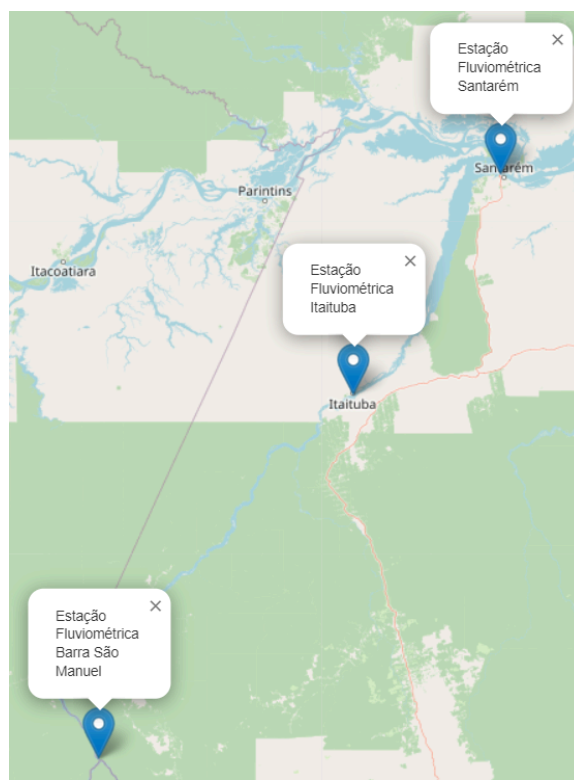 Estação
Fluviométrica
Santarém
Santarém
Parintins
Itacoatiara
Estação
Fluviométrica
Itaituba
Itaituba
Estação
Fluviométrica
Barra São
Manuel